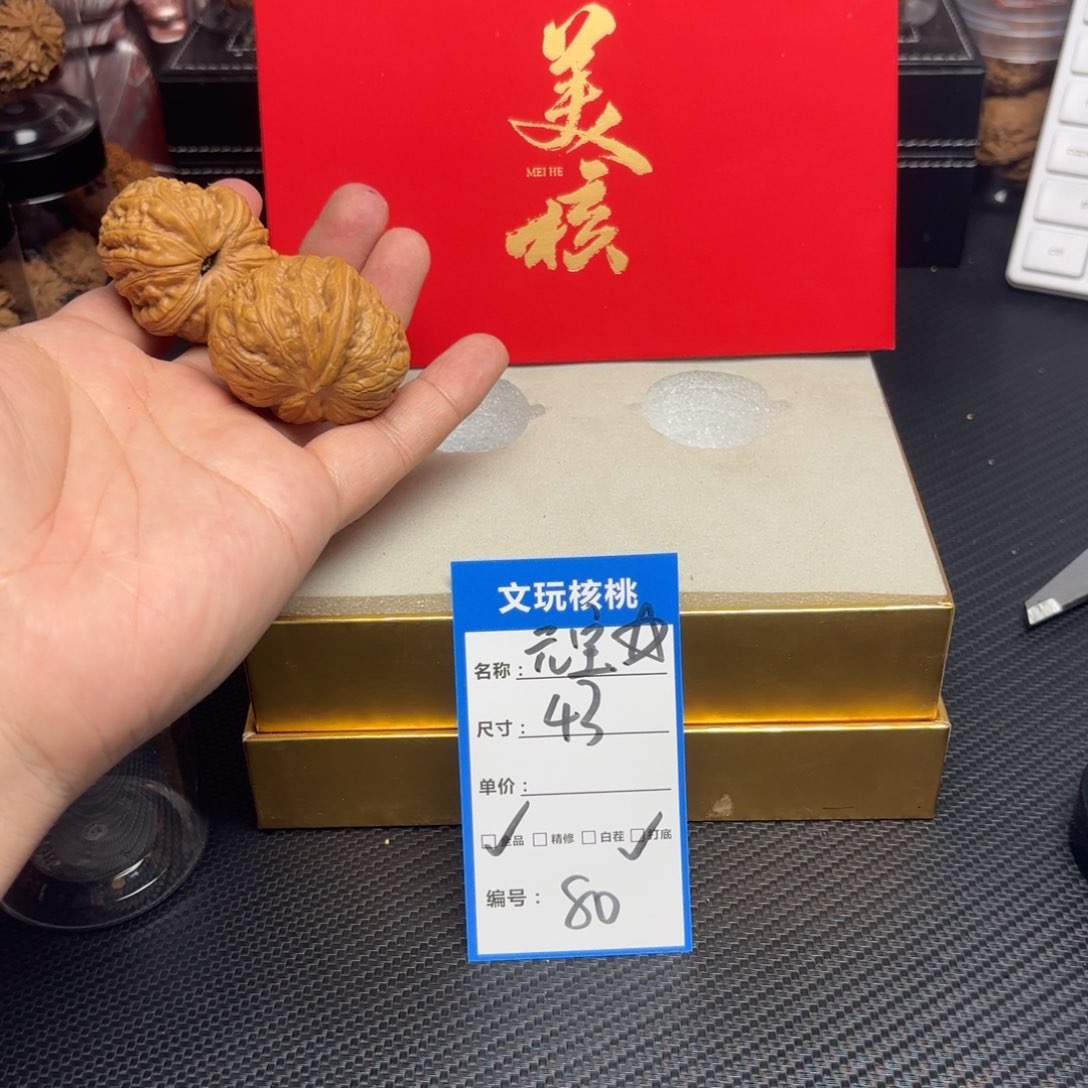 美核
MEI HE
文玩核桃
名称：元宝☆
尺寸：43
单价：
✓全品 □精修 □白茬 ✓打底
编号：80